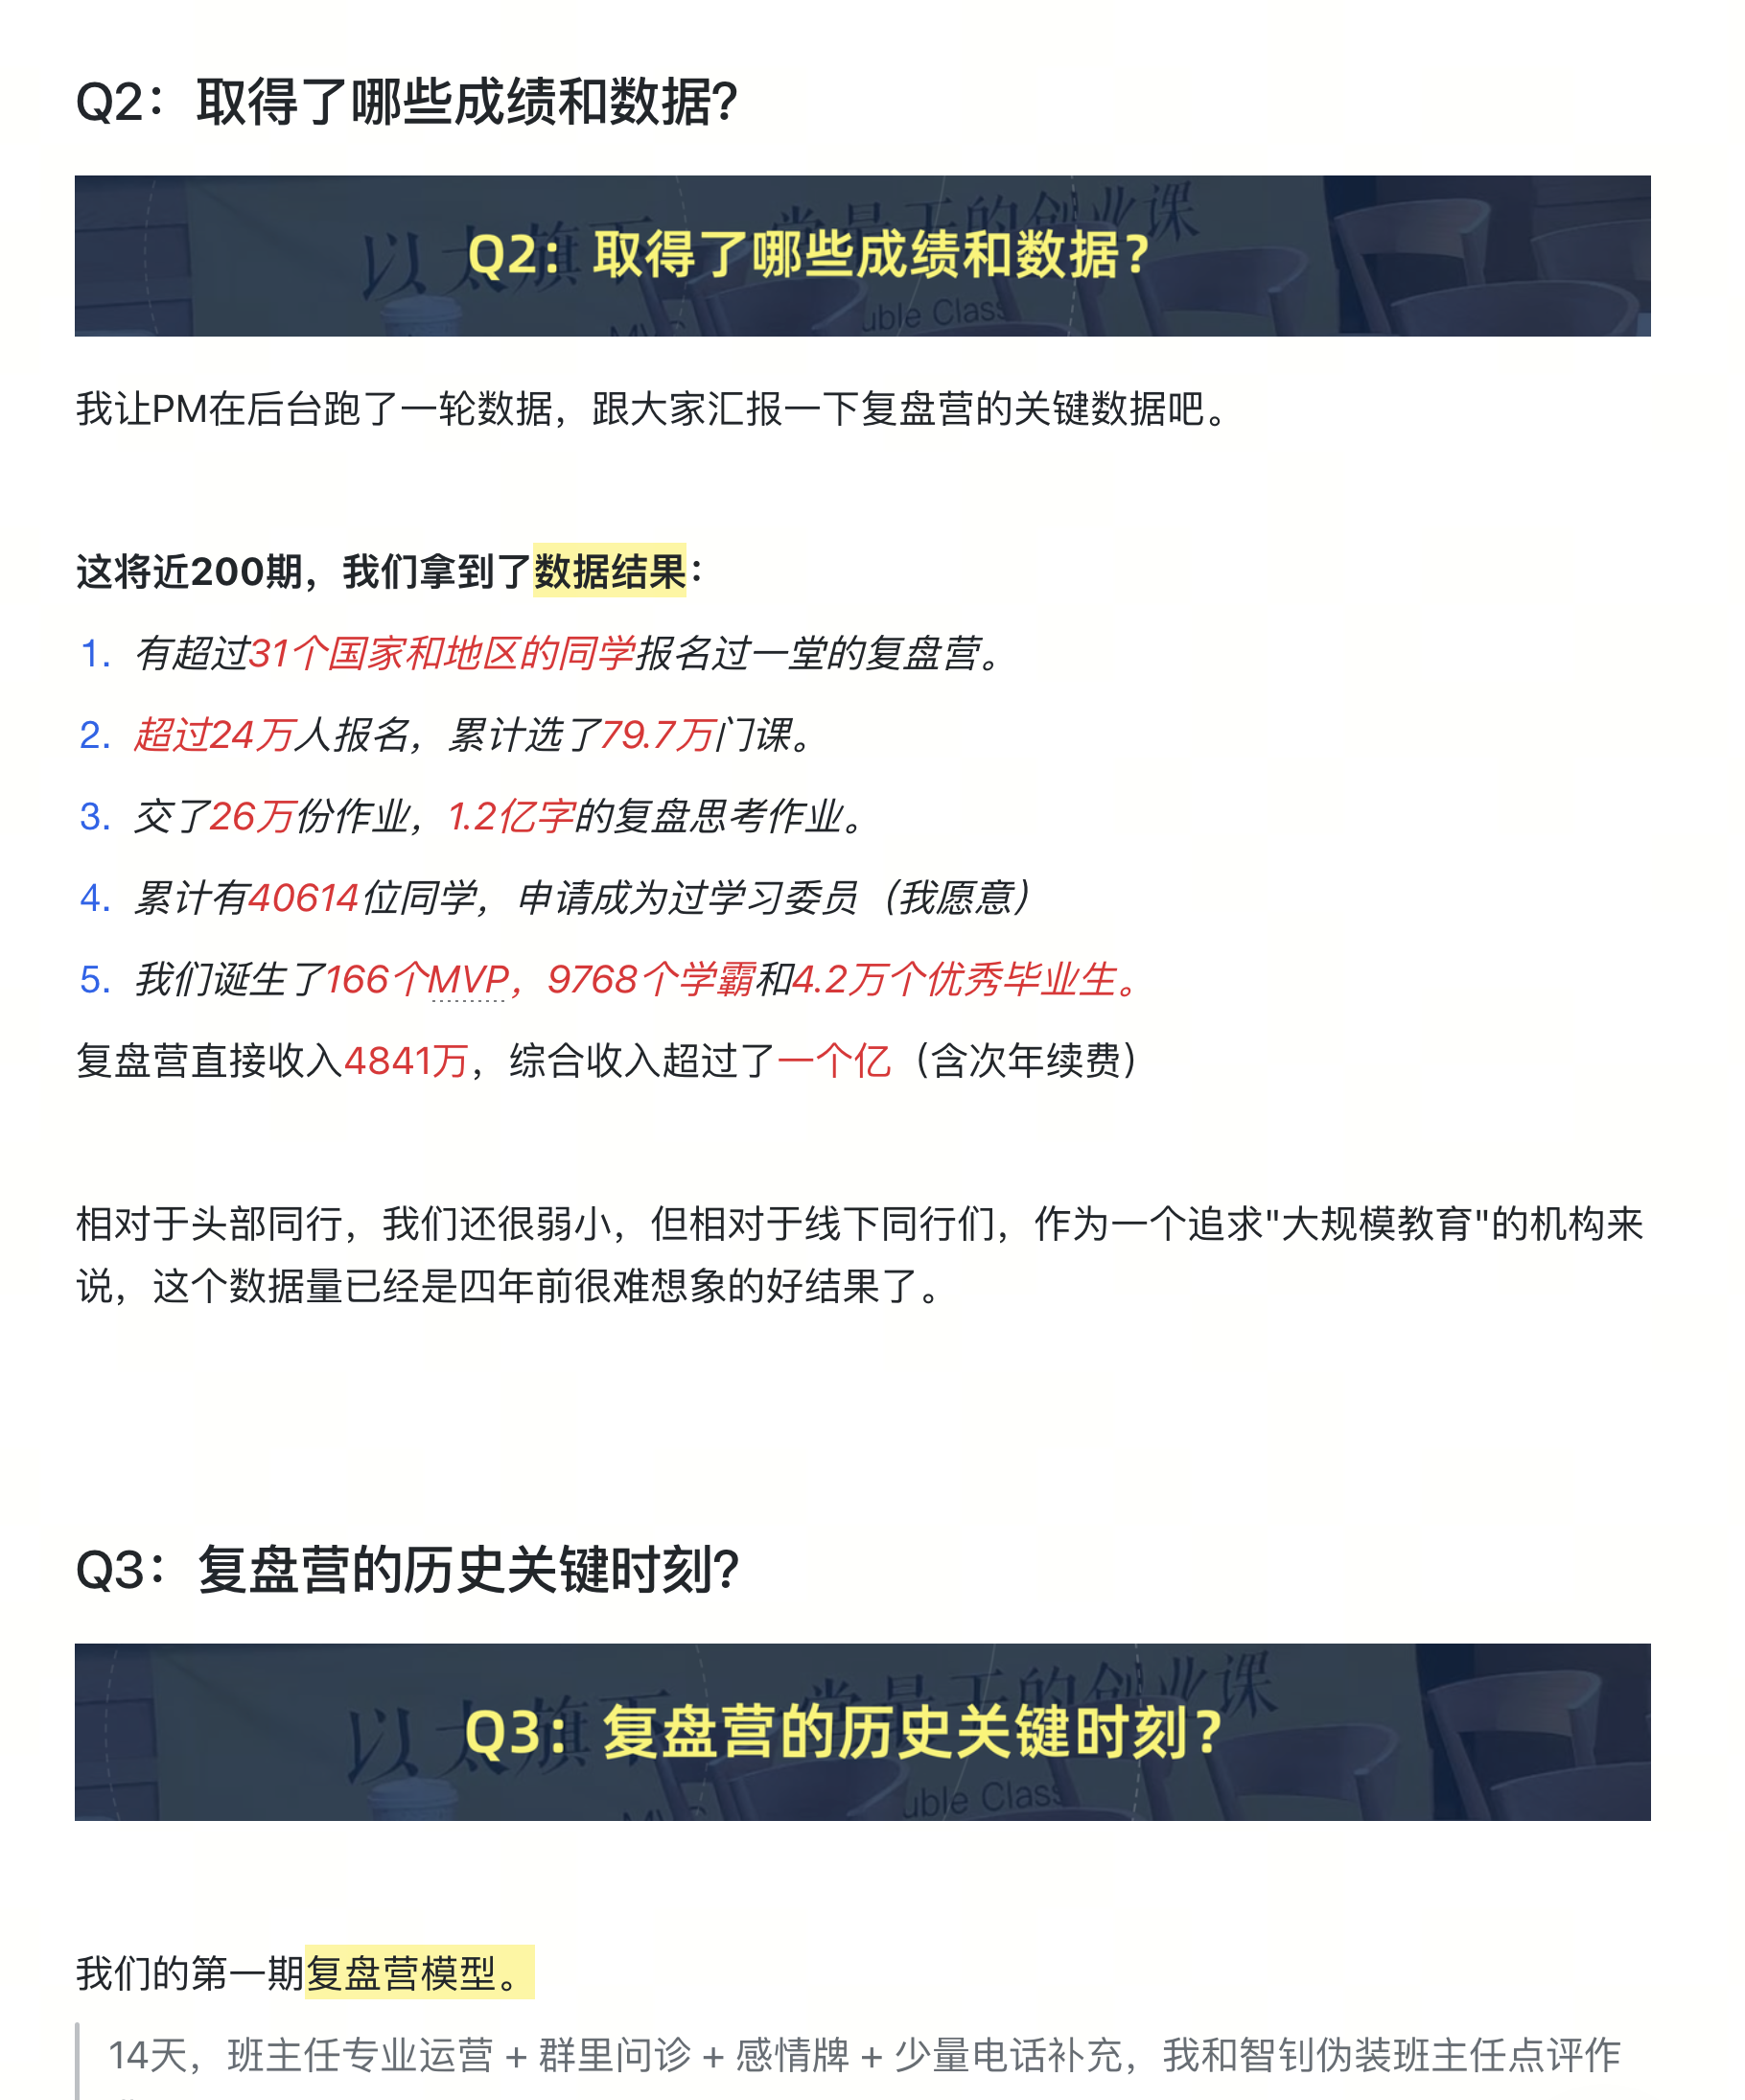 Q2：取得了哪些成绩和数据?
以太旗下
学员工的创业课
Q2：取得了哪些成绩和数据？
uble Class
我让PM在后台跑了一轮数据，跟大家汇报一下复盘营的关键数据吧。
这将近200期，我们拿到了数据结果：
1. 有超过31个国家和地区的同学报名过一堂的复盘营。
2. 超过24万人报名，累计选了79.7万门课。
3. 交了26万份作业，1.2亿字的复盘思考作业。
4. 累计有40614位同学，申请成为过学习委员（我愿意）
5. 我们诞生了166个MVP，9768个学霸和4.2万个优秀毕业生。
复盘营直接收入4841万，综合收入超过了一个亿（含次年续费）
相对于头部同行，我们还很弱小，但相对于线下同行们，作为一个追求"大规模教育"的机构来
说，这个数据量已经是四年前很难想象的好结果了。
Q3：复盘营的历史关键时刻?
Q3：复盘营的历史关键时刻？
uble Class
我们的第一期复盘营模型。
14天，班主任专业运营 + 群里问诊 + 感情牌 + 少量电话补充，我和智钊伪装班主任点评作